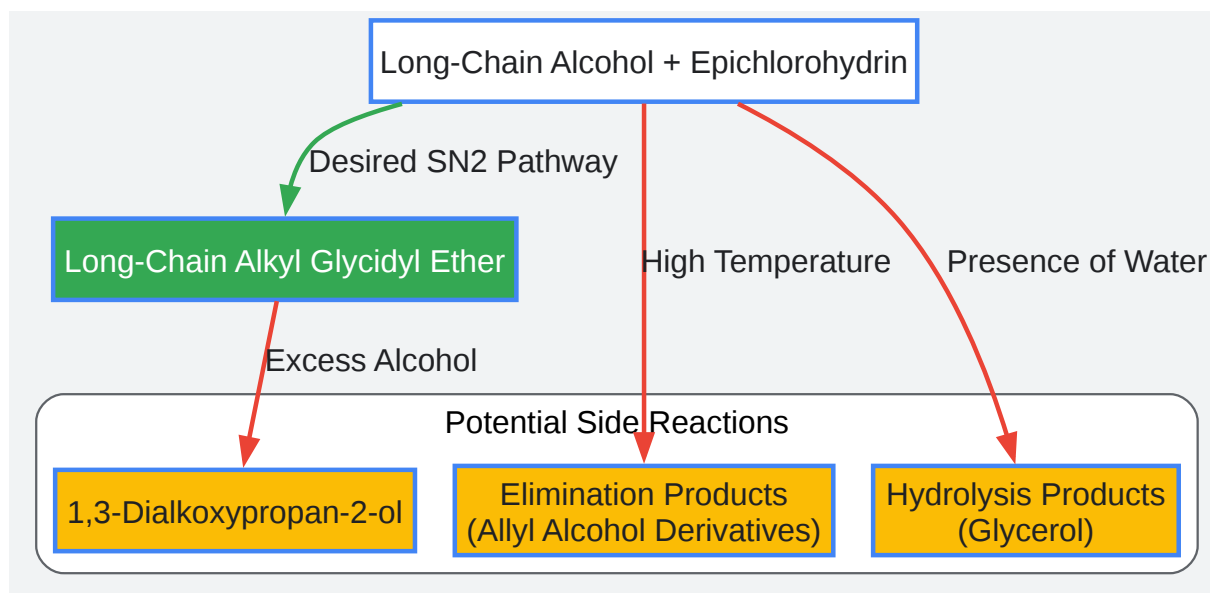 Long-Chain Alcohol + Epichlorohydrin
Desired SN2 Pathway
Long-Chain Alkyl Glycidyl Ether
High Temperature
Presence of Water
Excess Alcohol
Potential Side Reactions
1,3-Dialkoxypropan-2-ol
Elimination Products
(Allyl Alcohol Derivatives)
Hydrolysis Products
(Glycerol)